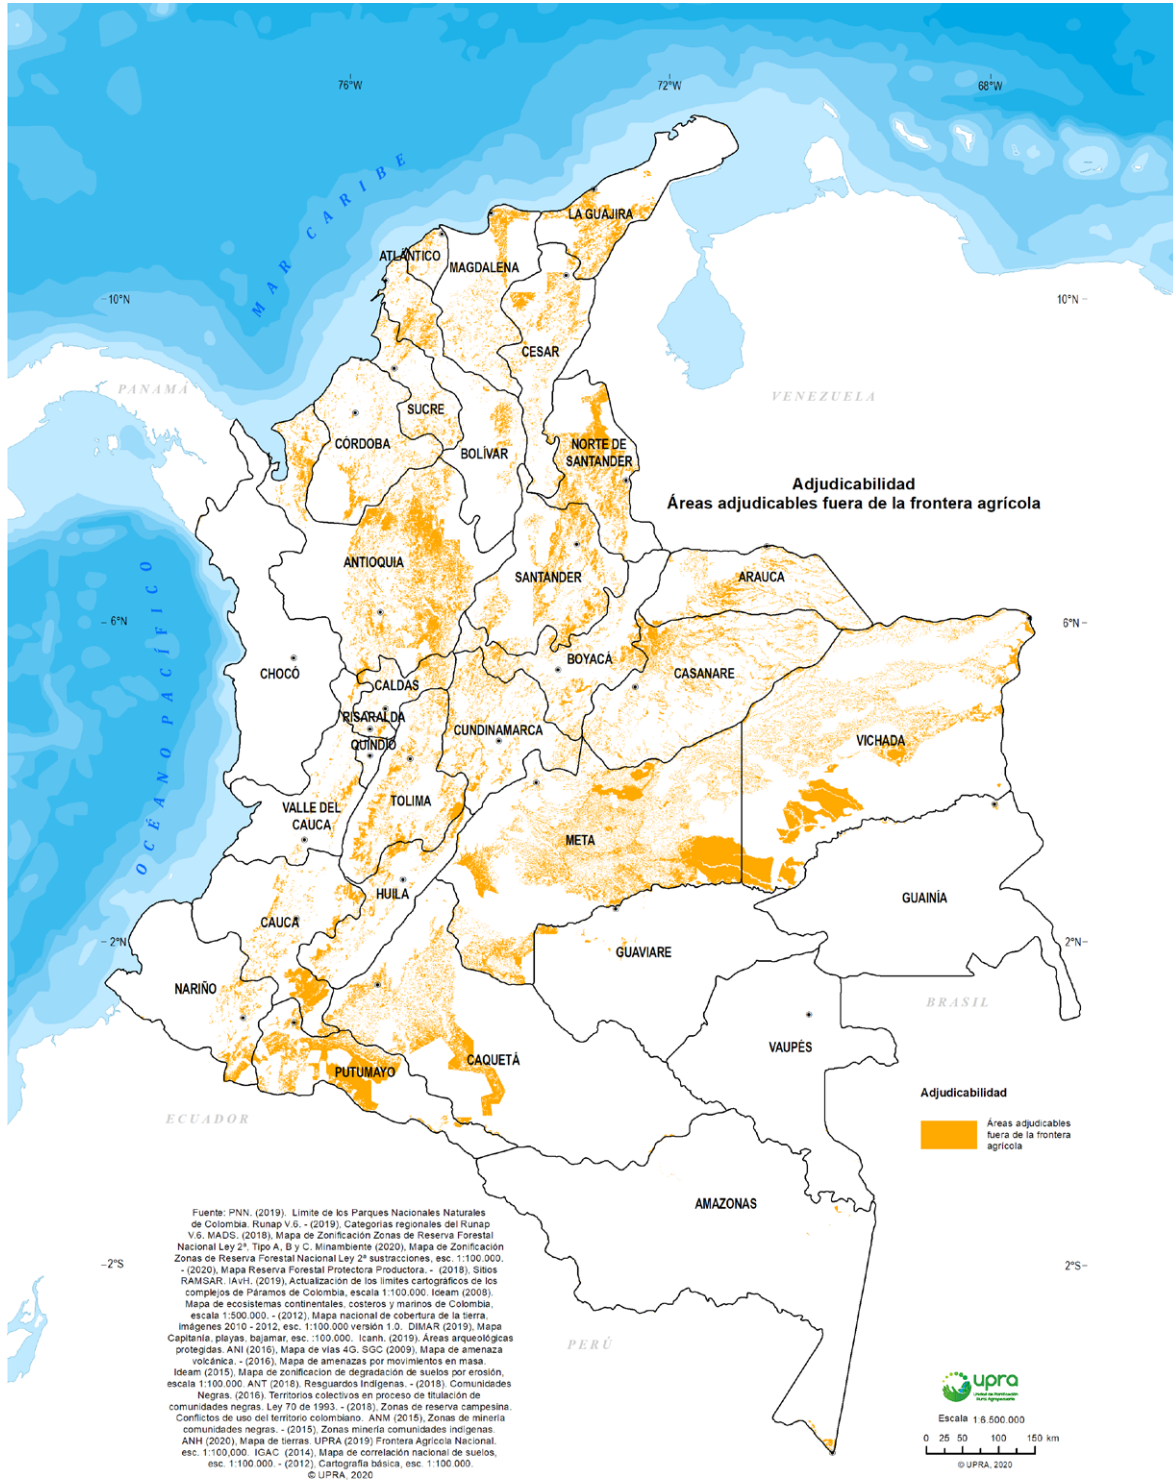 76°W
72°W
68°W
MAR CARIBE
LA GUAJIRA
ATLÁNTICO
MAGDALENA
10°N
10°N
CESAR
PANAMÁ
VENEZUELA
SUCRE
CÓRDOBA
BOLÍVAR
NORTE DE
SANTANDER
Adjudicabilidad
Áreas adjudicables fuera de la frontera agrícola
ANTIOQUIA
SANTANDER
ARAUCA
OCÉANO PACÍFICO
6°N
6°N
CHOCÓ
BOYACÁ
CASANARE
CALDAS
RISARALDA
CUNDINAMARCA
QUINDÍO
VICHADA
VALLE DEL
CAUCA
TOLIMA
META
HUILA
GUAINÍA
CAUCA
2°N
GUAVIARE
2°N
NARIÑO
BRASIL
VAUPÉS
CAQUETÁ
PUTUMAYO
ECUADOR
Adjudicabilidad
Áreas adjudicables
fuera de la frontera
agrícola
AMAZONAS
Fuente: PNN. (2019). Límite de los Parques Nacionales Naturales
de Colombia. Runap V.6. - (2019), Categorías regionales del Runap
V.6. MADS. (2018), Mapa de Zonificación Zonas de Reserva Forestal
Nacional Ley 2ª, Tipo A, B y C. Minambiente (2020), Mapa de Zonificación
Zonas de Reserva Forestal Nacional Ley 2ª sustracciones, esc. 1:100.000.
- (2020), Mapa Reserva Forestal Protectora Productora. - (2018), Sitios
RAMSAR. IAvH. (2019), Actualización de los límites cartográficos de los
complejos de Páramos de Colombia, escala 1:100.000. Ideam (2008).
Mapa de ecosistemas continentales, costeros y marinos de Colombia,
escala 1:500.000. - (2012), Mapa nacional de cobertura de la tierra,
imágenes 2010 - 2012, esc. 1:100.000 versión 1.0. DIMAR (2019), Mapa
Capitanía, playas, bajamar, esc. :100.000. Icanh. (2019). Áreas arqueológicas
protegidas. ANI (2016), Mapa de vías 4G. SGC (2009). Mapa de amenaza
volcánica. - (2016), Mapa de amenazas por movimientos en masa.
Ideam (2015), Mapa de zonificacion de degradación de suelos por erosión,
escala 1:100.000. ANT (2018). Resguardos Indígenas. - (2018). Comunidades
Negras. (2016). Territorios colectivos en proceso de titulación de
comunidades negras. Ley 70 de 1993. - (2018), Zonas de reserva campesina.
Conflictos de uso del territorio colombiano. ANM (2015), Zonas de minería
comunidades negras. - (2015), Zonas minería comunidades indígenas.
ANH (2020), Mapa de tierras. UPRA (2019) Frontera Agrícola Nacional.
esc. 1:100,000. IGAC (2014), Mapa de correlación nacional de suelos,
esc. 1:100.000. - (2012), Cartografía básica, esc. 1:100.000.
© UPRA, 2020
2°S
2°S
PERÚ
upra
Unidad de Planificación
Rural Agropecuaria
Escala 1:6.500.000
0 25 50 100 150 km
© UPRA, 2020